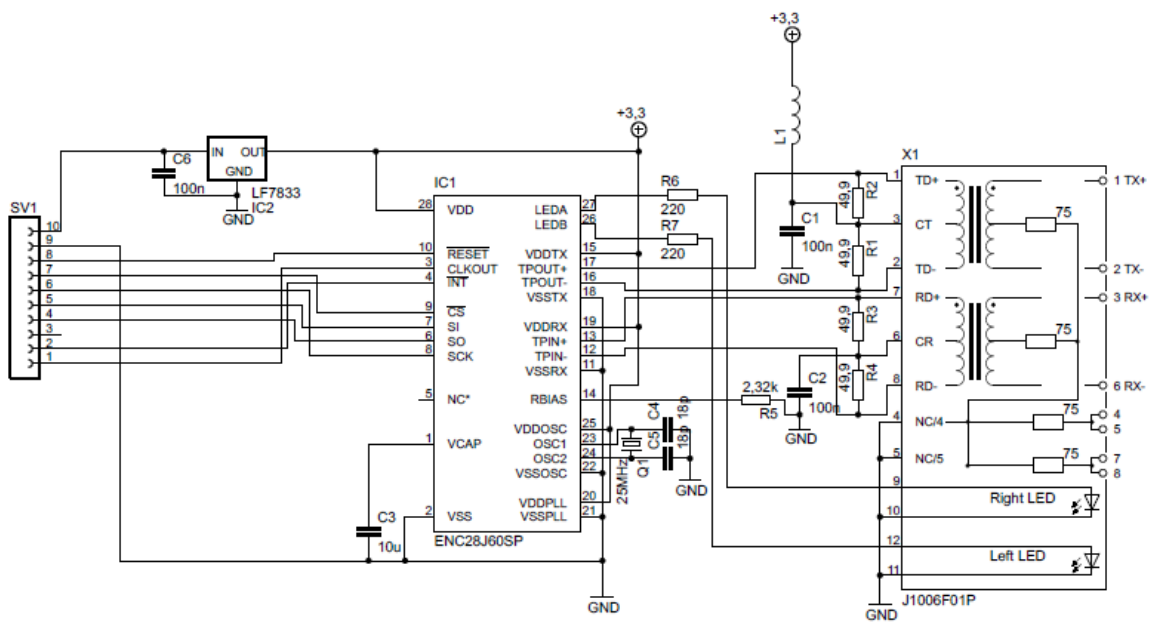 +3,3
+3,3
C6
100n
IN OUT
GND
LF7833
IC2
GND
SV1
10
9
8
7
6
5
4
3
2
1
IC1
28 VDD
10 RESET
3 CLKOUT
4 INT
9 CS
7 SI
6 SO
8 SCK
5 NC*
1 VCAP
2 VSS
LEDA 27
LEDB 26
VDDTX 15
TPOUT+ 17
TPOUT- 16
VSSTX 18
VDDRX 19
TPIN+ 13
TPIN- 12
VSSRX 11
RBIAS 14
VDDOSC 25
OSC1 23
OSC2 24
VSSOSC 22
VDDPLL 20
VSSPLL 21
ENC28J60SP
C3
10u
GND
R6
220
R7
220
L1
C1
100n
GND
49,9 R2
49,9 R1
49,9 R3
49,9 R4
C2
100n
GND
2,32k
R5
C4 18p
C5 18p
25MHz Q1
GND
X1
1 TD+
3 CT
2 TD-
7 RD+
6 CR
8 RD-
4 NC/4
5 NC/5
9
10
12
11
75
75
75
75
1 TX+
2 TX-
3 RX+
6 RX-
4
5
7
8
Right LED
Left LED
J1006F01P
GND